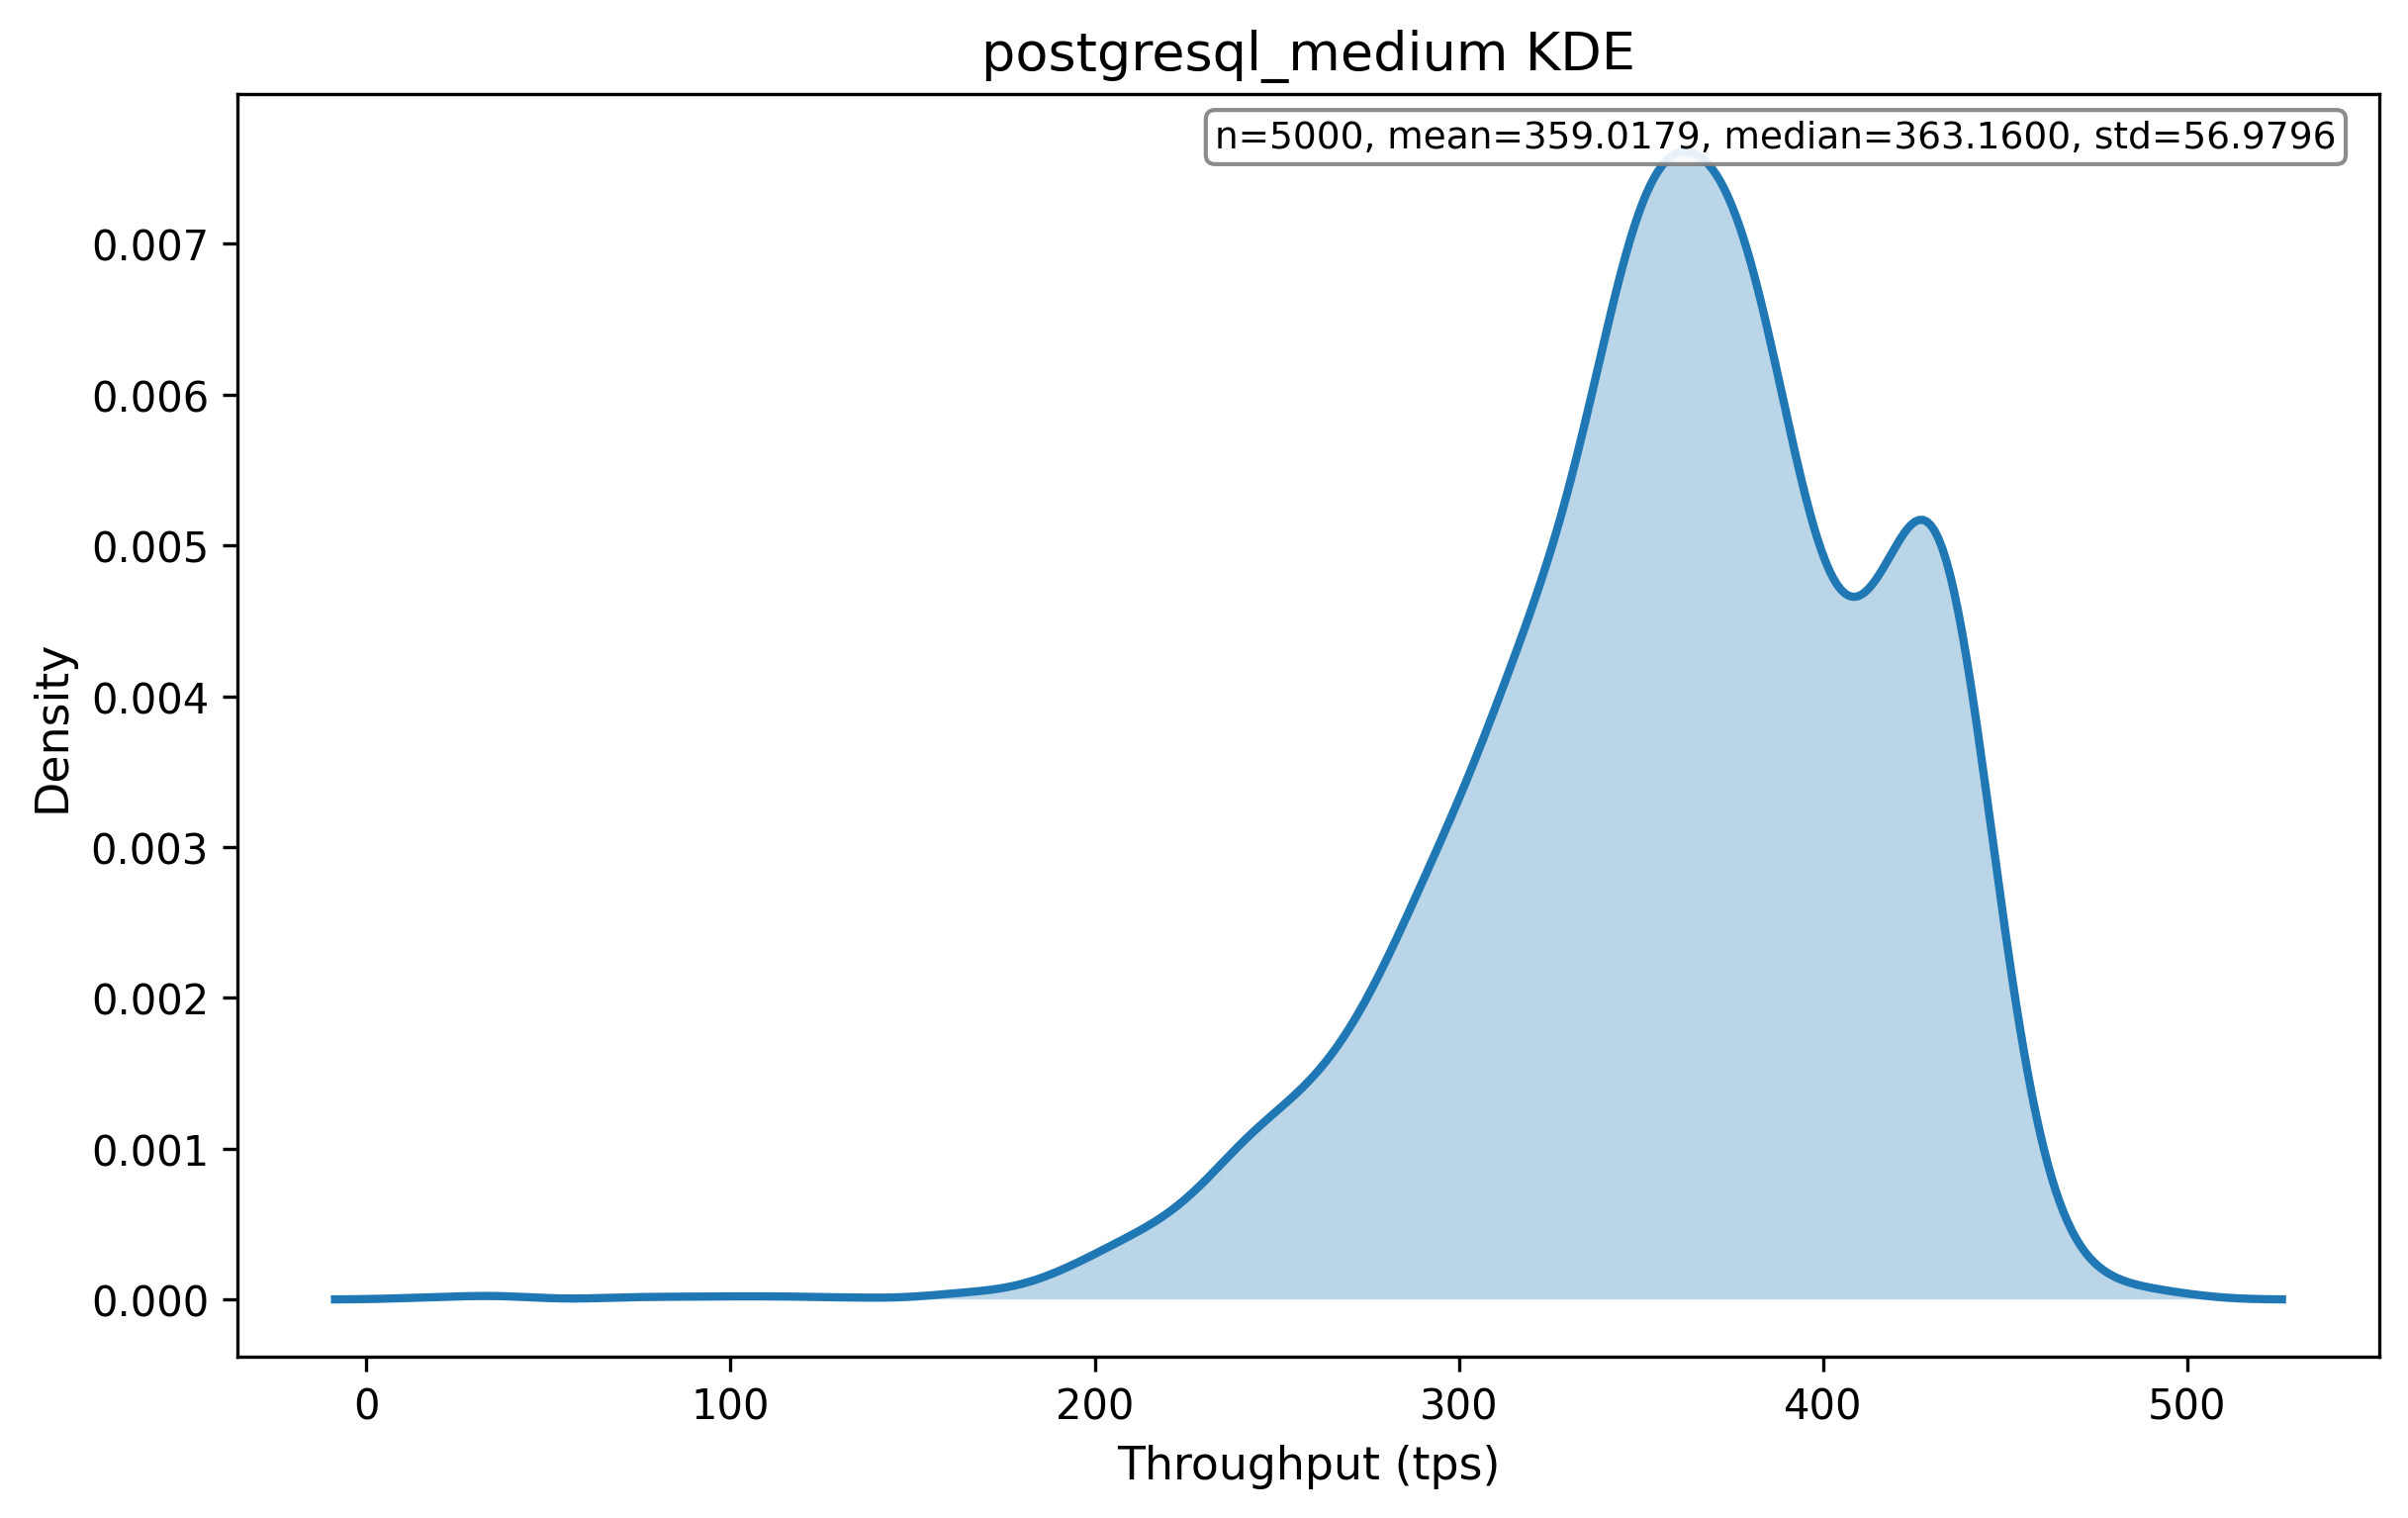 postgresql_medium KDE
n=5000, mean=359.0179, median=363.1600, std=56.9796
Density
0.007
0.006
0.005
0.004
0.003
0.002
0.001
0.000
0 100 200 300 400 500
Throughput (tps)